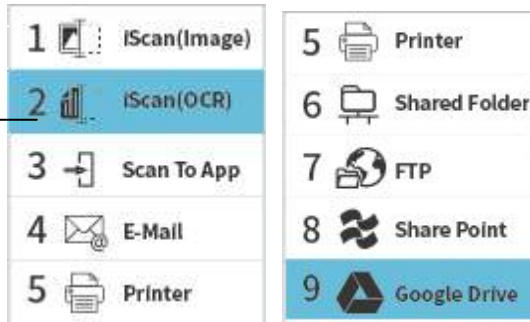 1 iScan(Image)
2 iScan(OCR)
3 Scan To App
4 E-Mail
5 Printer
5 Printer
6 Shared Folder
7 FTP
8 Share Point
9 Google Drive